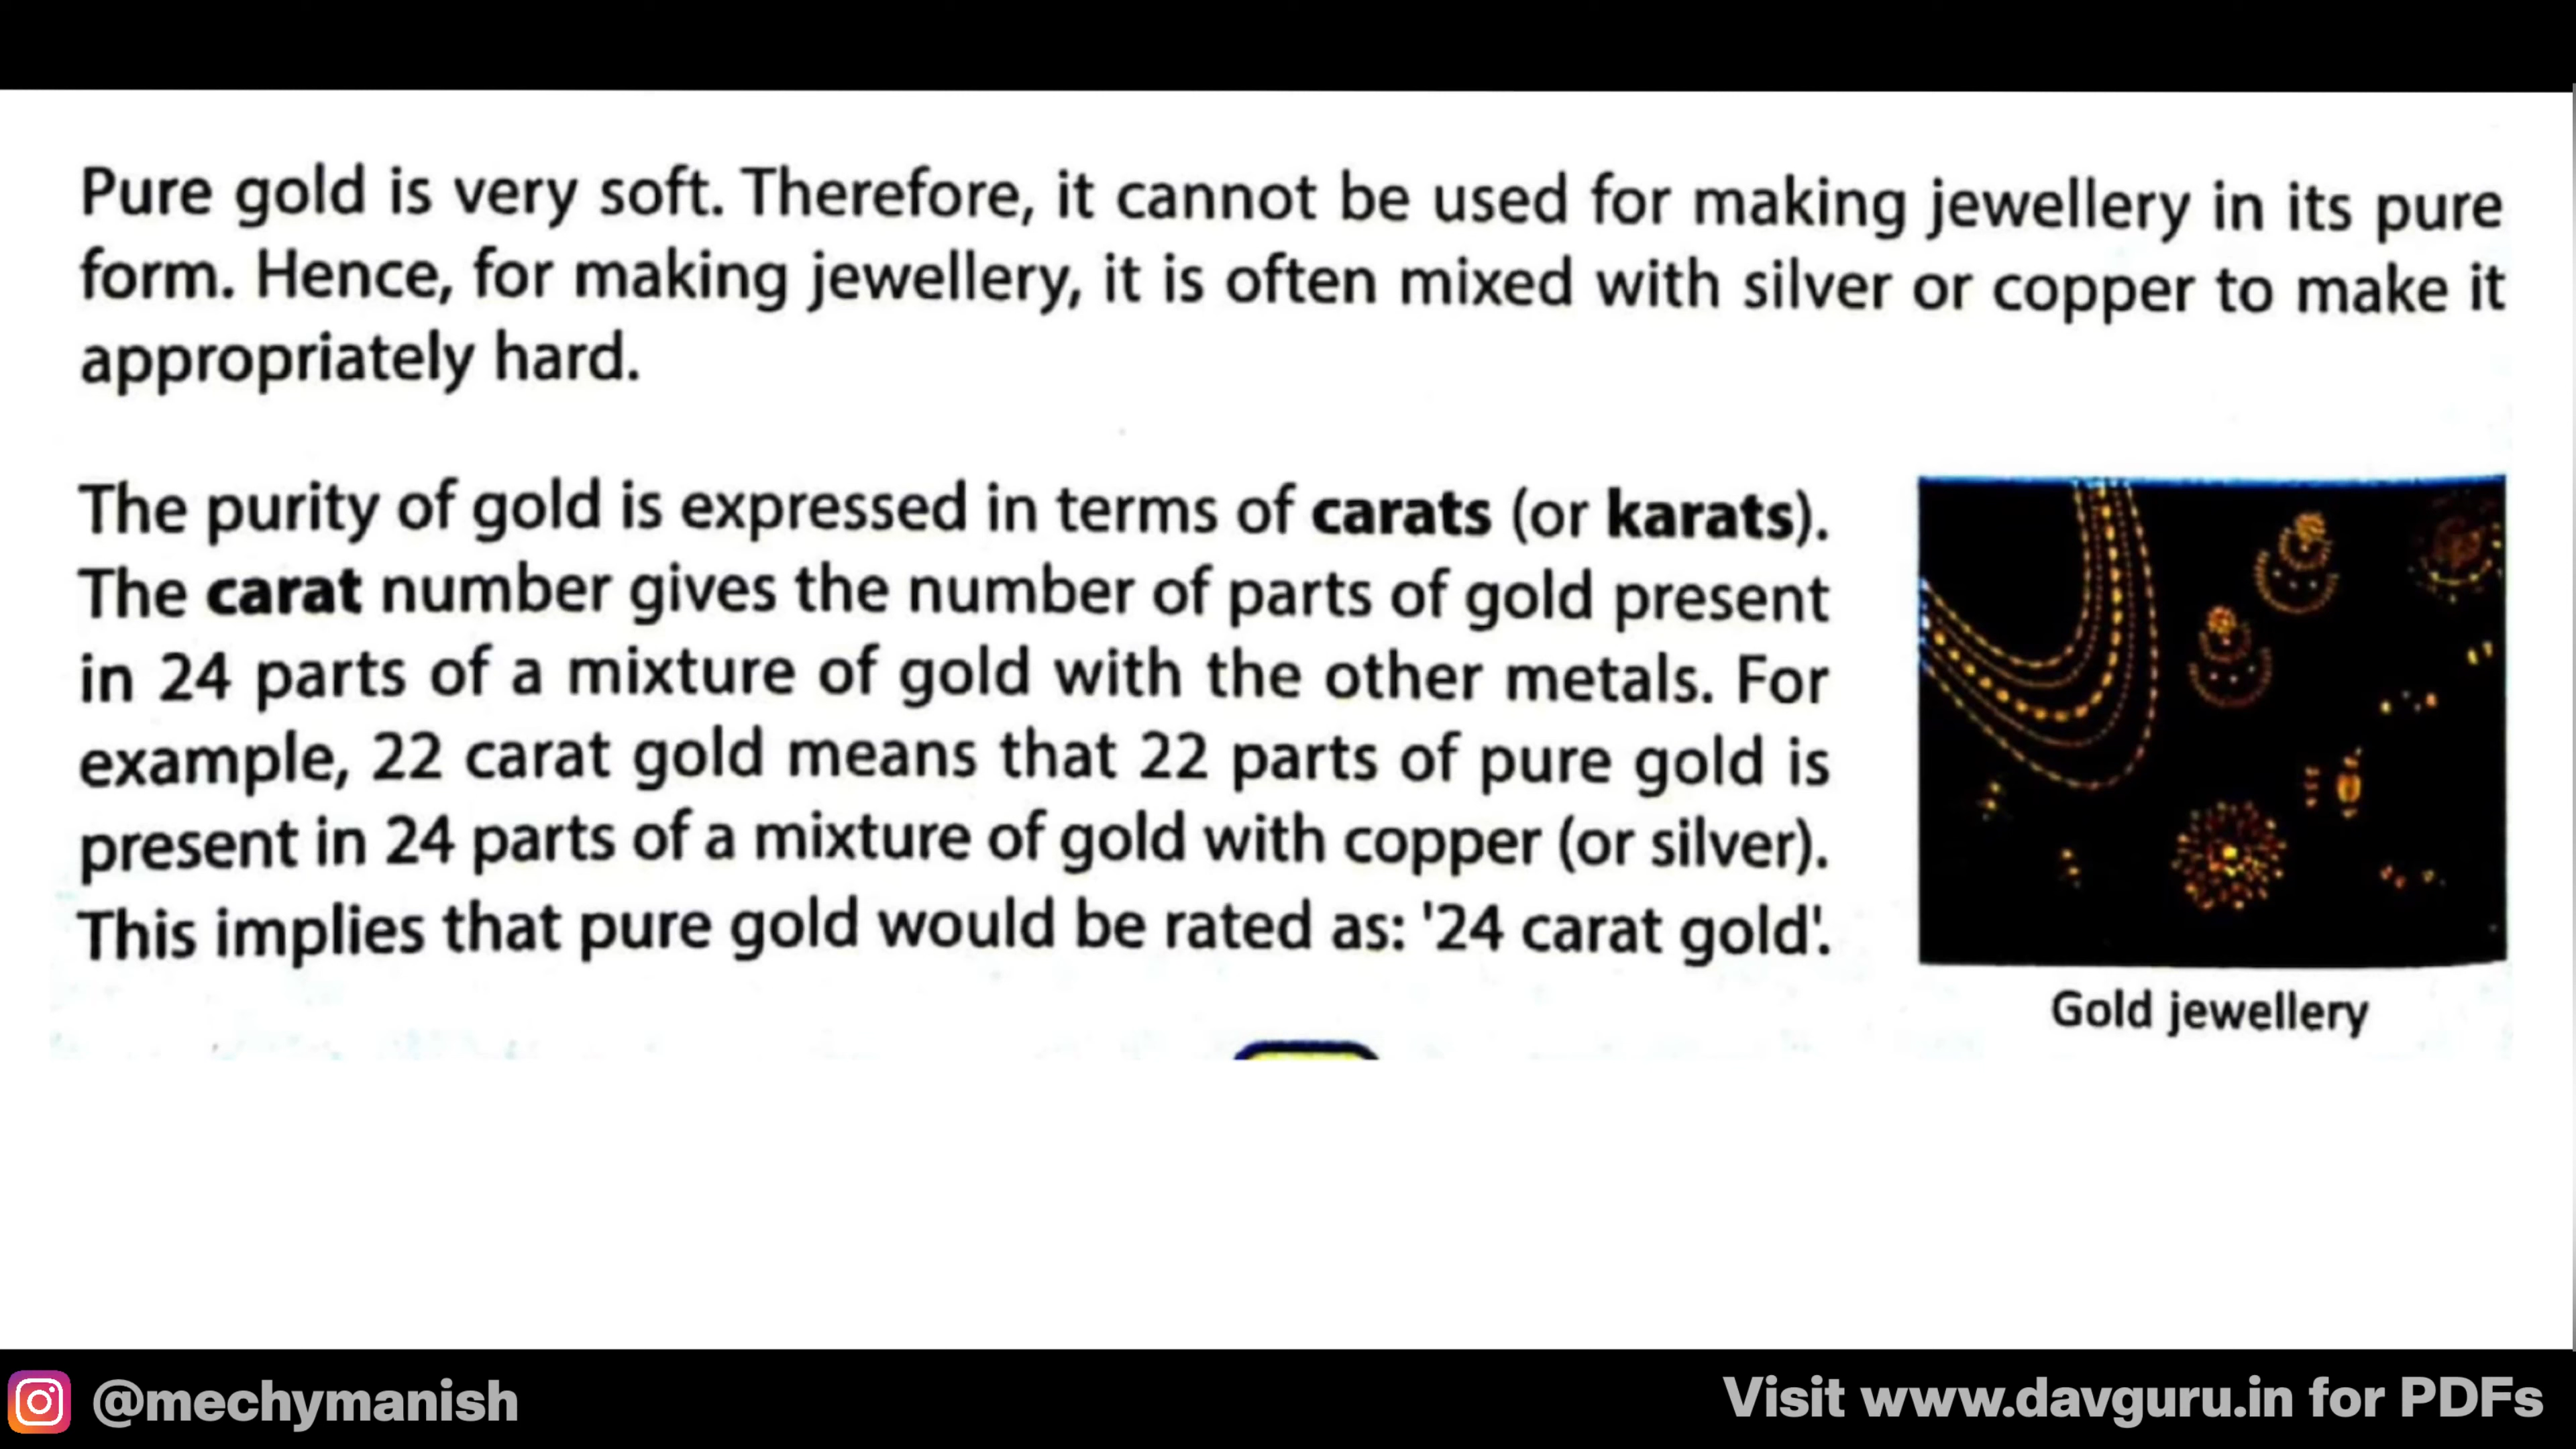 Pure gold is very soft. Therefore, it cannot be used for making jewellery in its pure
form. Hence, for making jewellery, it is often mixed with silver or copper to make it
appropriately hard.
The purity of gold is expressed in terms of carats (or karats).
The carat number gives the number of parts of gold present
in 24 parts of a mixture of gold with the other metals. For
example, 22 carat gold means that 22 parts of pure gold is
present in 24 parts of a mixture of gold with copper (or silver).
This implies that pure gold would be rated as: '24 carat gold'.
Gold jewellery
@mechymanish
Visit www.davguru.in for PDFs